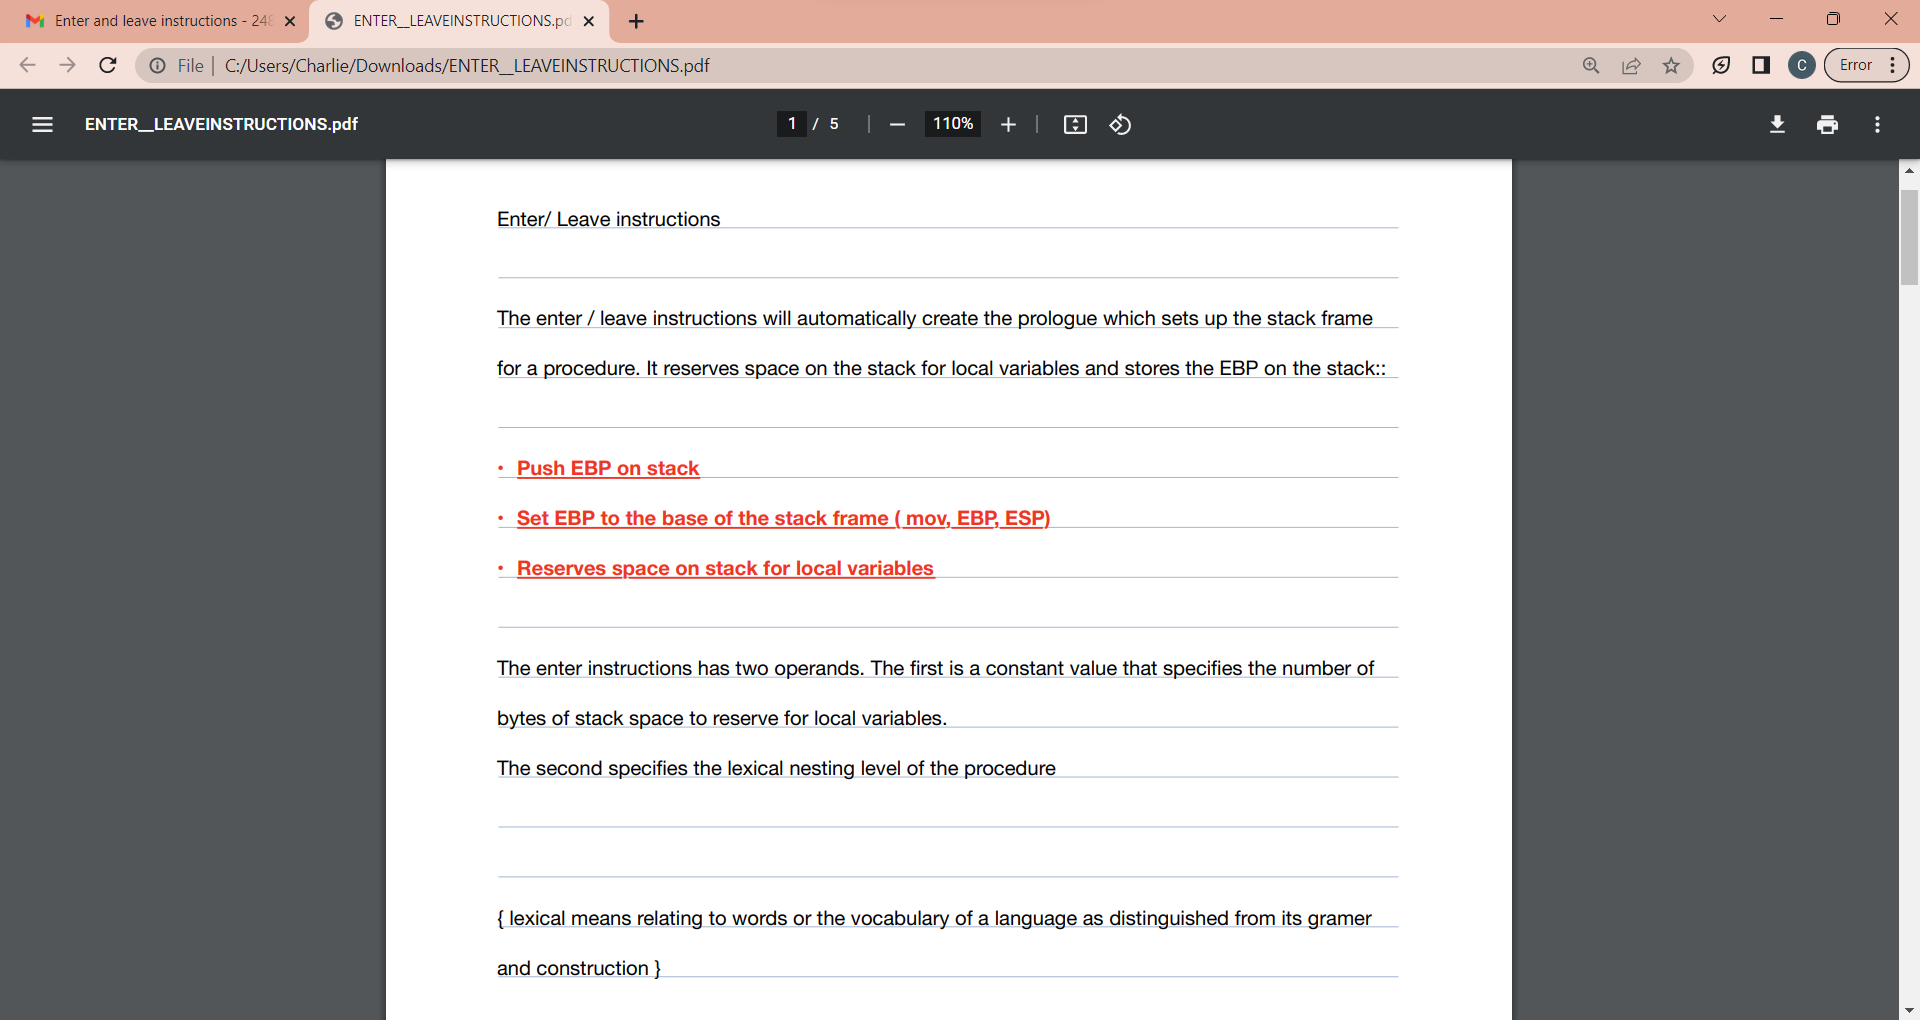 Enter and leave instructions - 248
ENTER__LEAVEINSTRUCTIONS.pd
File
C:/Users/Charlie/Downloads/ENTER__LEAVEINSTRUCTIONS.pdf
C
Error
ENTER__LEAVEINSTRUCTIONS.pdf
1 / 5
110%
Enter/ Leave instructions
The enter / leave instructions will automatically create the prologue which sets up the stack frame
for a procedure. It reserves space on the stack for local variables and stores the EBP on the stack::
• Push EBP on stack
• Set EBP to the base of the stack frame ( mov, EBP, ESP)
• Reserves space on stack for local variables
The enter instructions has two operands. The first is a constant value that specifies the number of
bytes of stack space to reserve for local variables.
The second specifies the lexical nesting level of the procedure
{ lexical means relating to words or the vocabulary of a language as distinguished from its gramer
and construction }